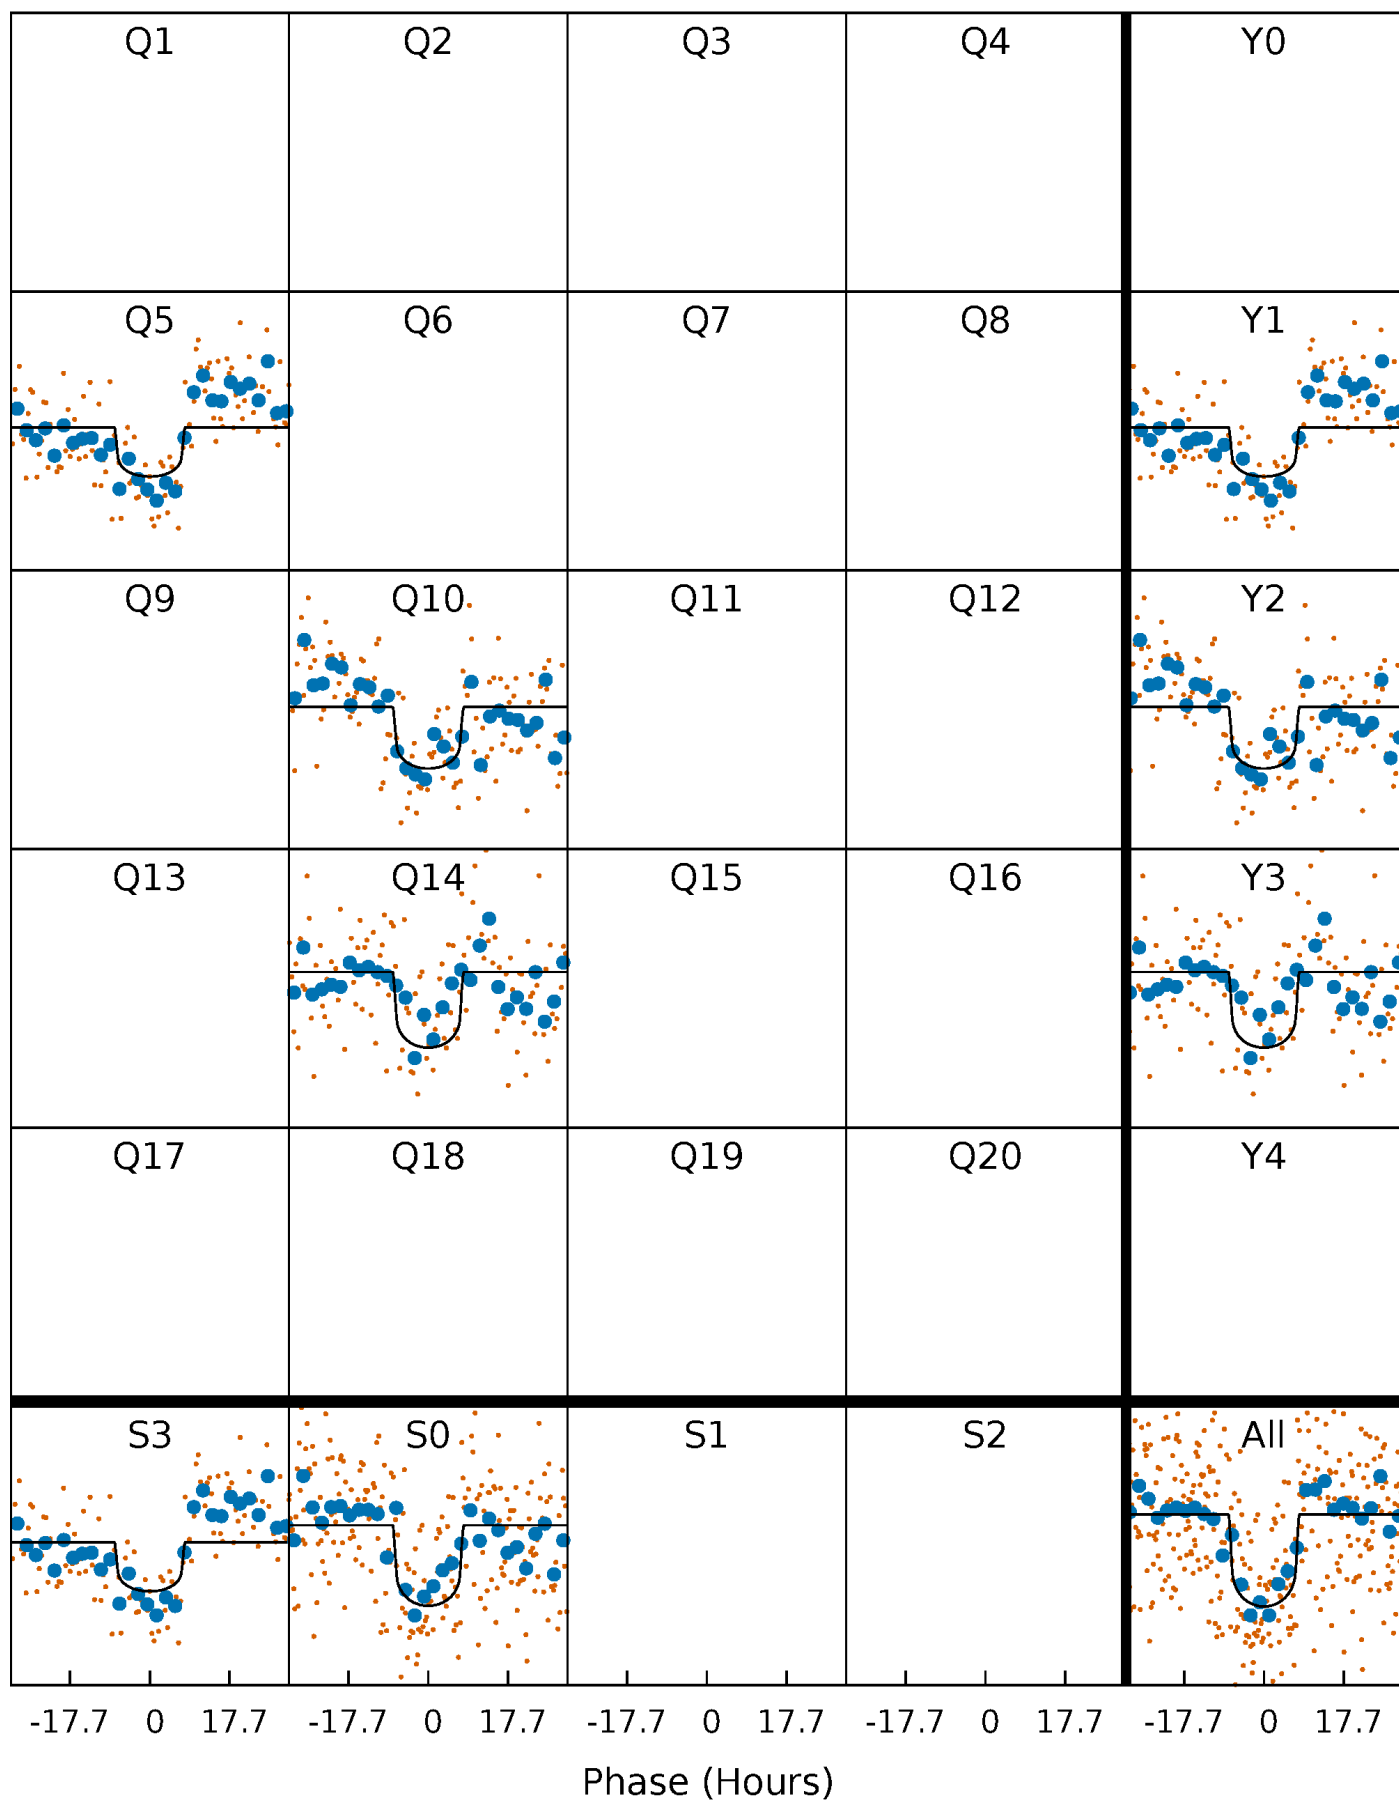 Q1 Q2 Q3 Q4 Y0
Q5 Q6 Q7 Q8 Y1
Q9 Q10 Q11 Q12 Y2
Q13 Q14 Q15 Q16 Y3
Q17 Q18 Q19 Q20 Y4
S3 S0 S1 S2 All
-17.7 0 17.7 -17.7 0 17.7 -17.7 0 17.7 -17.7 0 17.7 -17.7 0 17.7
Phase (Hours)